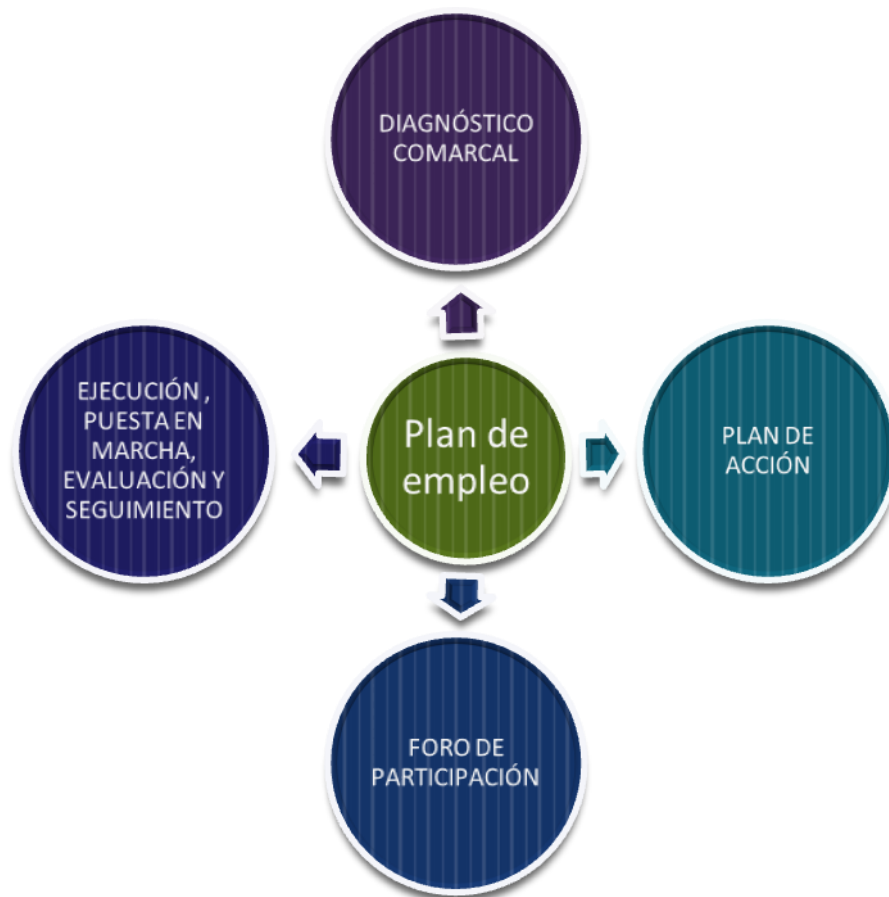 DIAGNÓSTICO
COMARCAL
EJECUCIÓN ,
PUESTA EN
MARCHA,
EVALUACIÓN Y
SEGUIMIENTO
Plan de
empleo
PLAN DE
ACCIÓN
FORO DE
PARTICIPACIÓN